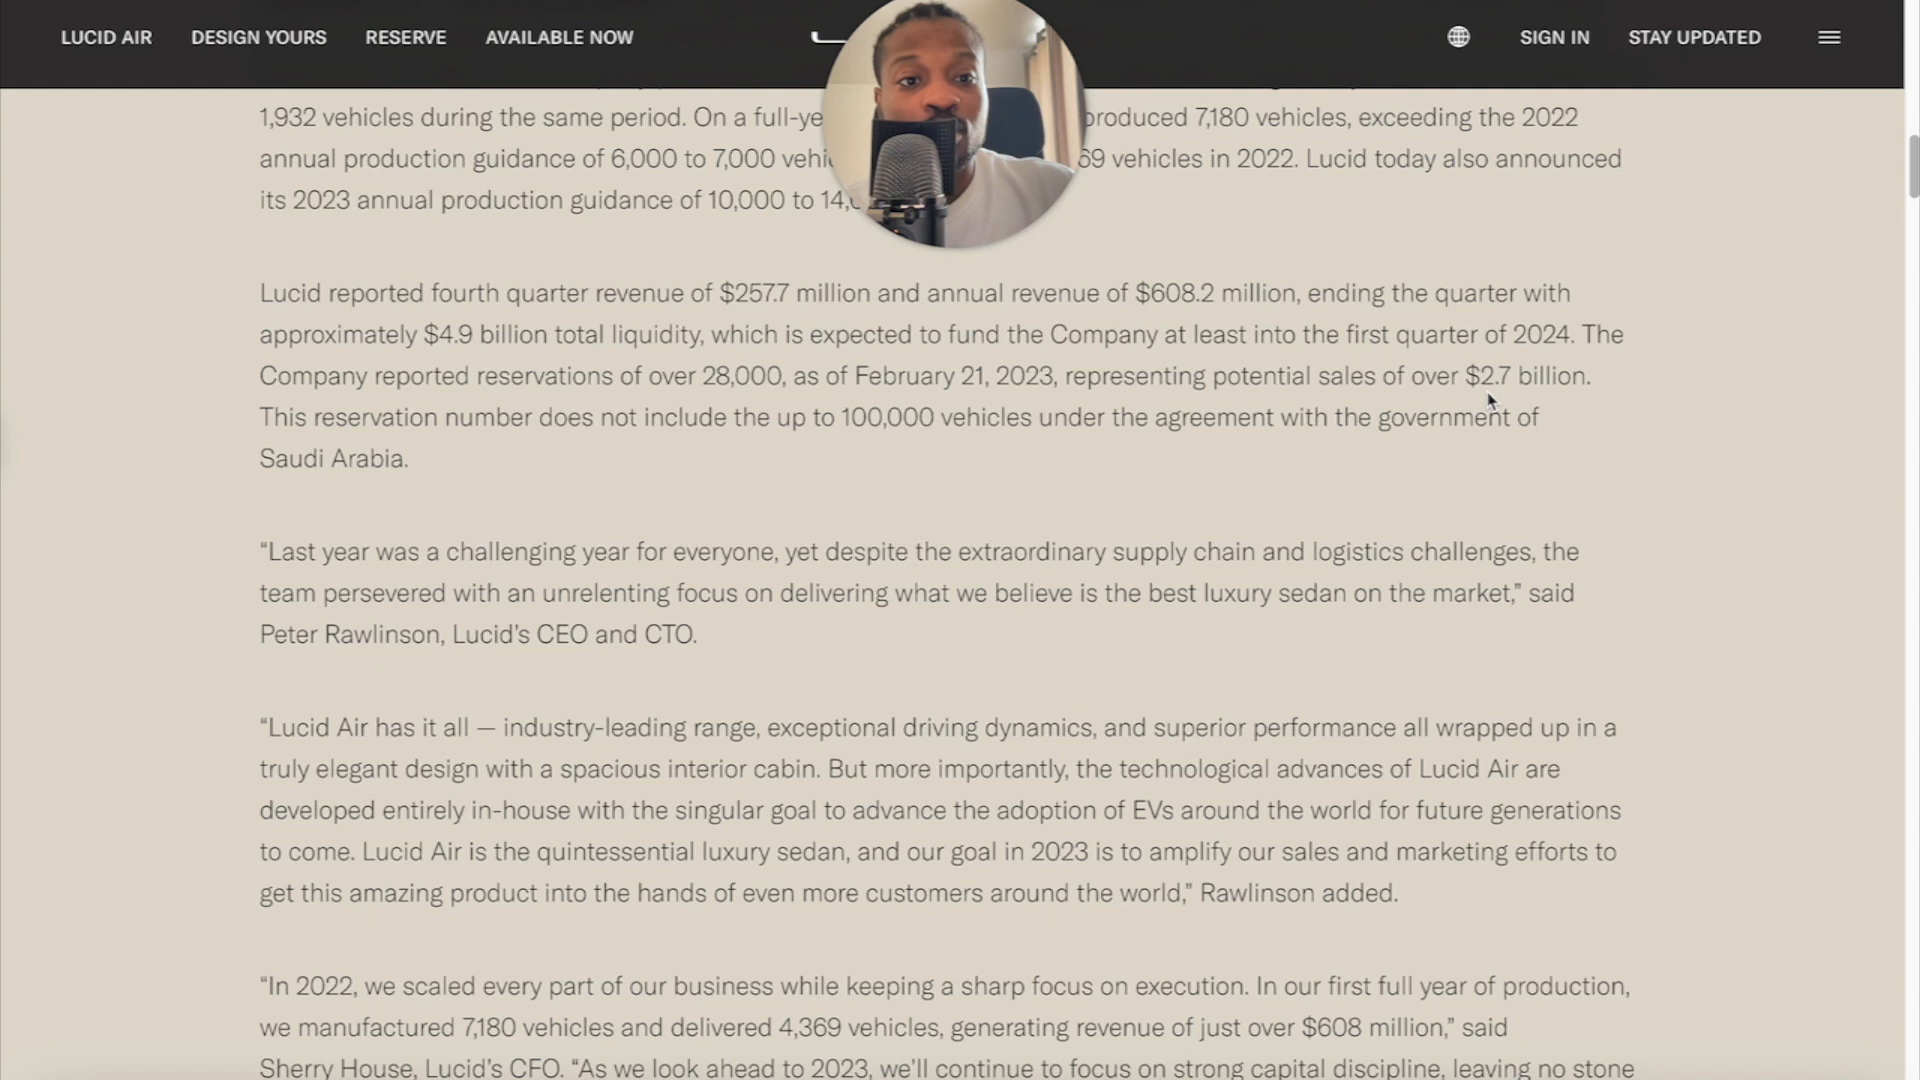 LUCID AIR DESIGN YOURS RESERVE AVAILABLE NOW SIGN IN STAY UPDATED
1,932 vehicles during the same period. On a produced 7,180 vehicles, exceeding the 2022
annual production guidance of 6,000 to 7,000 vehicles in 2022. Lucid today also announced
its 2023 annual production guidance of 10,000 to
Lucid reported fourth quarter revenue of $257.7 million and annual revenue of $608.2 million, ending the quarter with
approximately $4.9 billion total liquidity, which is expected to fund the Company at least into the first quarter of 2024. The
Company reported reservations of over 28,000, as of February 21, 2023, representing potential sales of over $2.7 billion.
This reservation number does not include the up to 100,000 vehicles under the agreement with the government of
Saudi Arabia.
“Last year was a challenging year for everyone, yet despite the extraordinary supply chain and logistics challenges, the
team persevered with an unrelenting focus on delivering what we believe is the best luxury sedan on the market,” said
Peter Rawlinson, Lucid’s CEO and CTO.
“Lucid Air has it all — industry-leading range, exceptional driving dynamics, and superior performance all wrapped up in a
truly elegant design with a spacious interior cabin. But more importantly, the technological advances of Lucid Air are
developed entirely in-house with the singular goal to advance the adoption of EVs around the world for future generations
to come. Lucid Air is the quintessential luxury sedan, and our goal in 2023 is to amplify our sales and marketing efforts to
get this amazing product into the hands of even more customers around the world,” Rawlinson added.
“In 2022, we scaled every part of our business while keeping a sharp focus on execution. In our first full year of production,
we manufactured 7,180 vehicles and delivered 4,369 vehicles, generating revenue of just over $608 million,” said
Sherry House, Lucid’s CFO. “As we look ahead to 2023, we'll continue to focus on strong capital discipline, leaving no stone